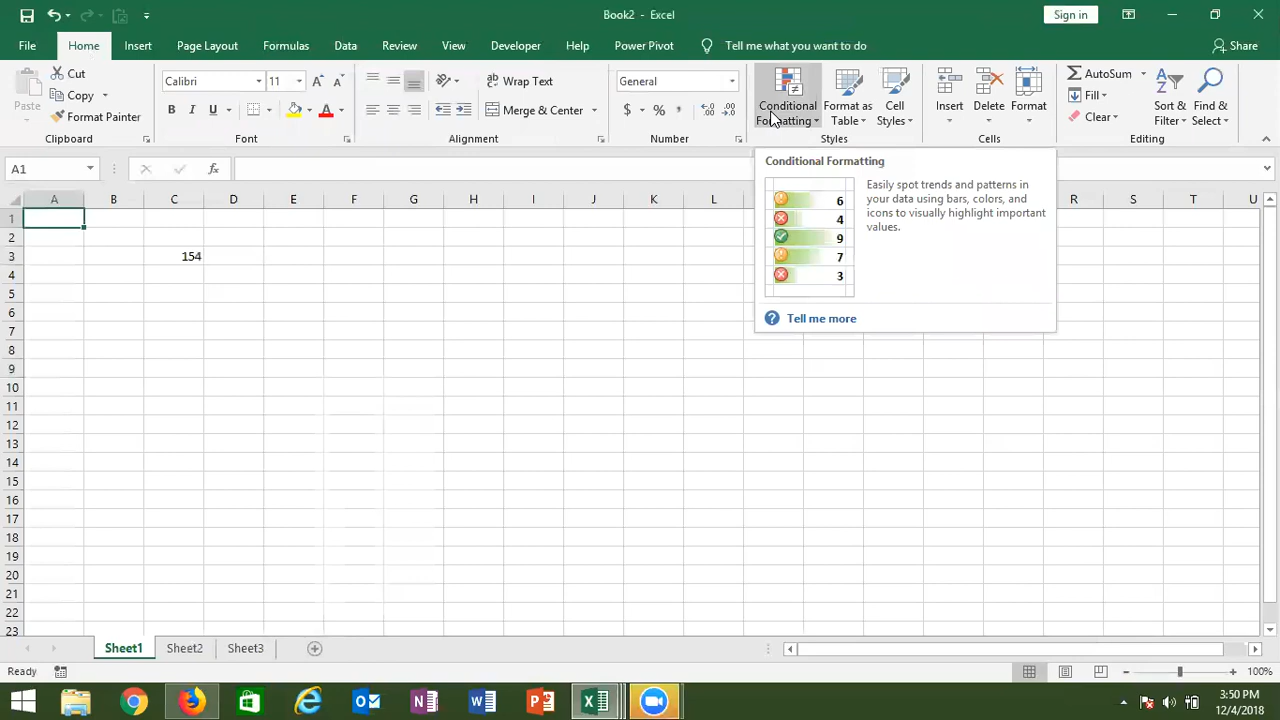 Book2 - Excel
Sign in
File Home Insert Page Layout Formulas Data Review View Developer Help Power Pivot Tell me what you want to do Share
Paste
Cut
Copy
Format Painter
Clipboard
Calibri 11
B I U
Font
Wrap Text
Merge & Center
Alignment
General
$ % ,
Number
Conditional Formatting
Format as Table
Cell Styles
Styles
Insert
Delete
Format
Cells
AutoSum
Fill
Clear
Sort & Filter
Find & Select
Editing
A1
fx
Conditional Formatting
Easily spot trends and patterns in
your data using bars, colors, and
icons to visually highlight important
values.
6
4
9
7
3
Tell me more
A B C D E F G H I J K L R S T U
1
2
3 154
4
5
6
7
8
9
10
11
12
13
14
15
16
17
18
19
20
21
22
23
Sheet1 Sheet2 Sheet3
Ready
100%
3:50 PM
12/4/2018